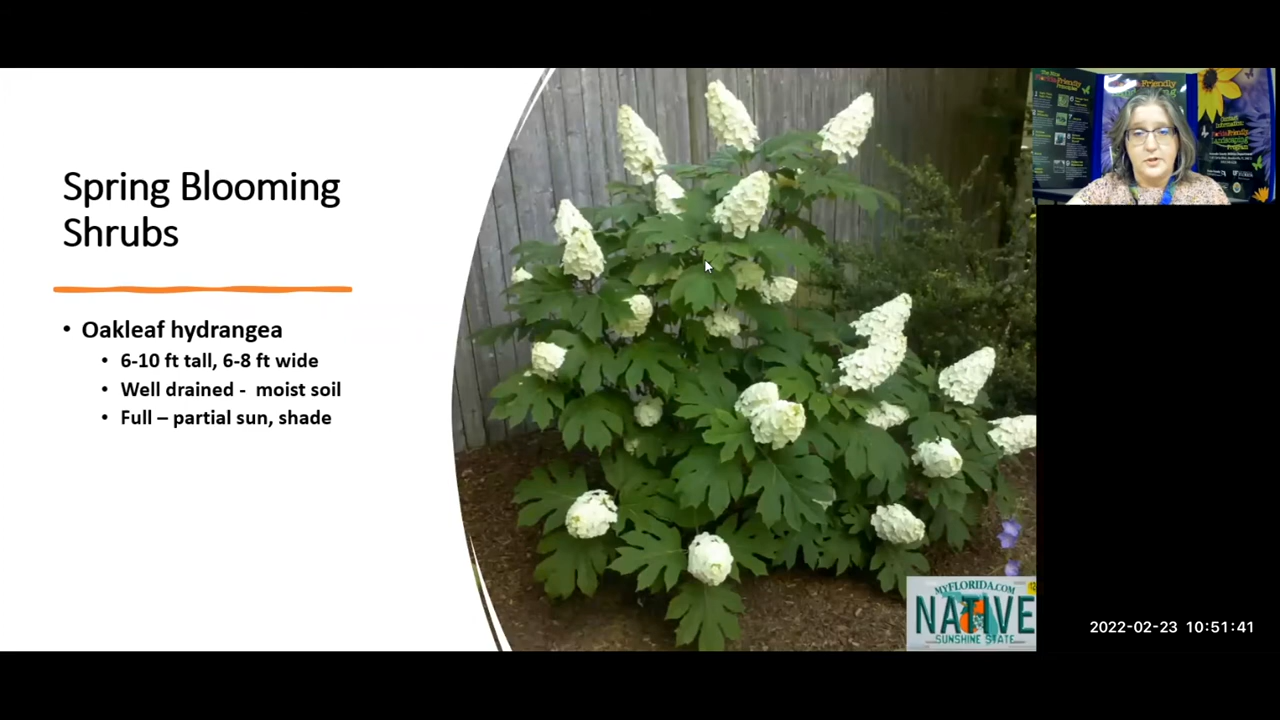 Spring Blooming
Shrubs
• Oakleaf hydrangea
• 6-10 ft tall, 6-8 ft wide
• Well drained - moist soil
• Full – partial sun, shade
MYFLORIDA.COM
NATIVE
SUNSHINE STATE
2022-02-23 10:51:41